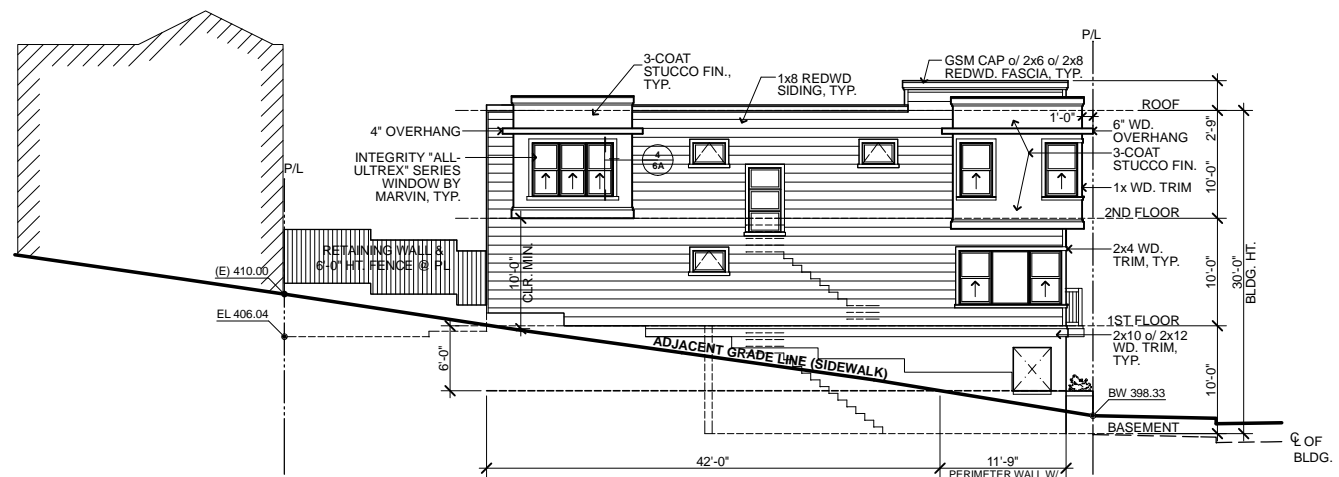 P/L
3-COAT
STUCCO FIN.,
TYP.
1x8 REDWD
SIDING, TYP.
GSM CAP o/ 2x6 o/ 2x8
REDWD. FASCIA, TYP.
ROOF
1'-0"
2'-9"
4" OVERHANG
6" WD.
OVERHANG
INTEGRITY "ALL-
ULTREX" SERIES
WINDOW BY
MARVIN, TYP.
4
6A
3-COAT
STUCCO FIN.
P/L
1x WD. TRIM
10'-0"
2ND FLOOR
RETAINING WALL &
6'-0" HT. FENCE @ PL
10'-0"
CLR. MIN.
2x4 WD.
TRIM, TYP.
10'-0"
30'-0"
BLDG. HT.
(E) 410.00
EL 406.04
1ST FLOOR
2x10 o/ 2x12
WD. TRIM,
TYP.
6'-0"
ADJACENT GRADE LINE (SIDEWALK)
10'-0"
BW 398.33
BASEMENT
℄ OF
BLDG.
42'-0"
11'-9"
PERIMETER WALL W/